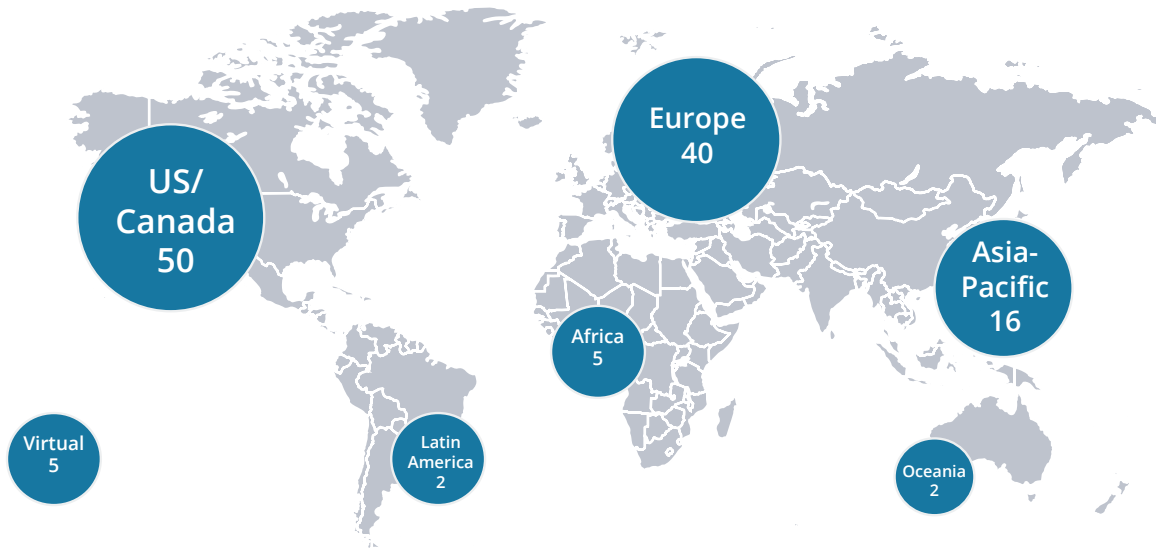 US/
Canada
50
Europe
40
Asia-
Pacific
16
Africa
5
Virtual
5
Latin
America
2
Oceania
2